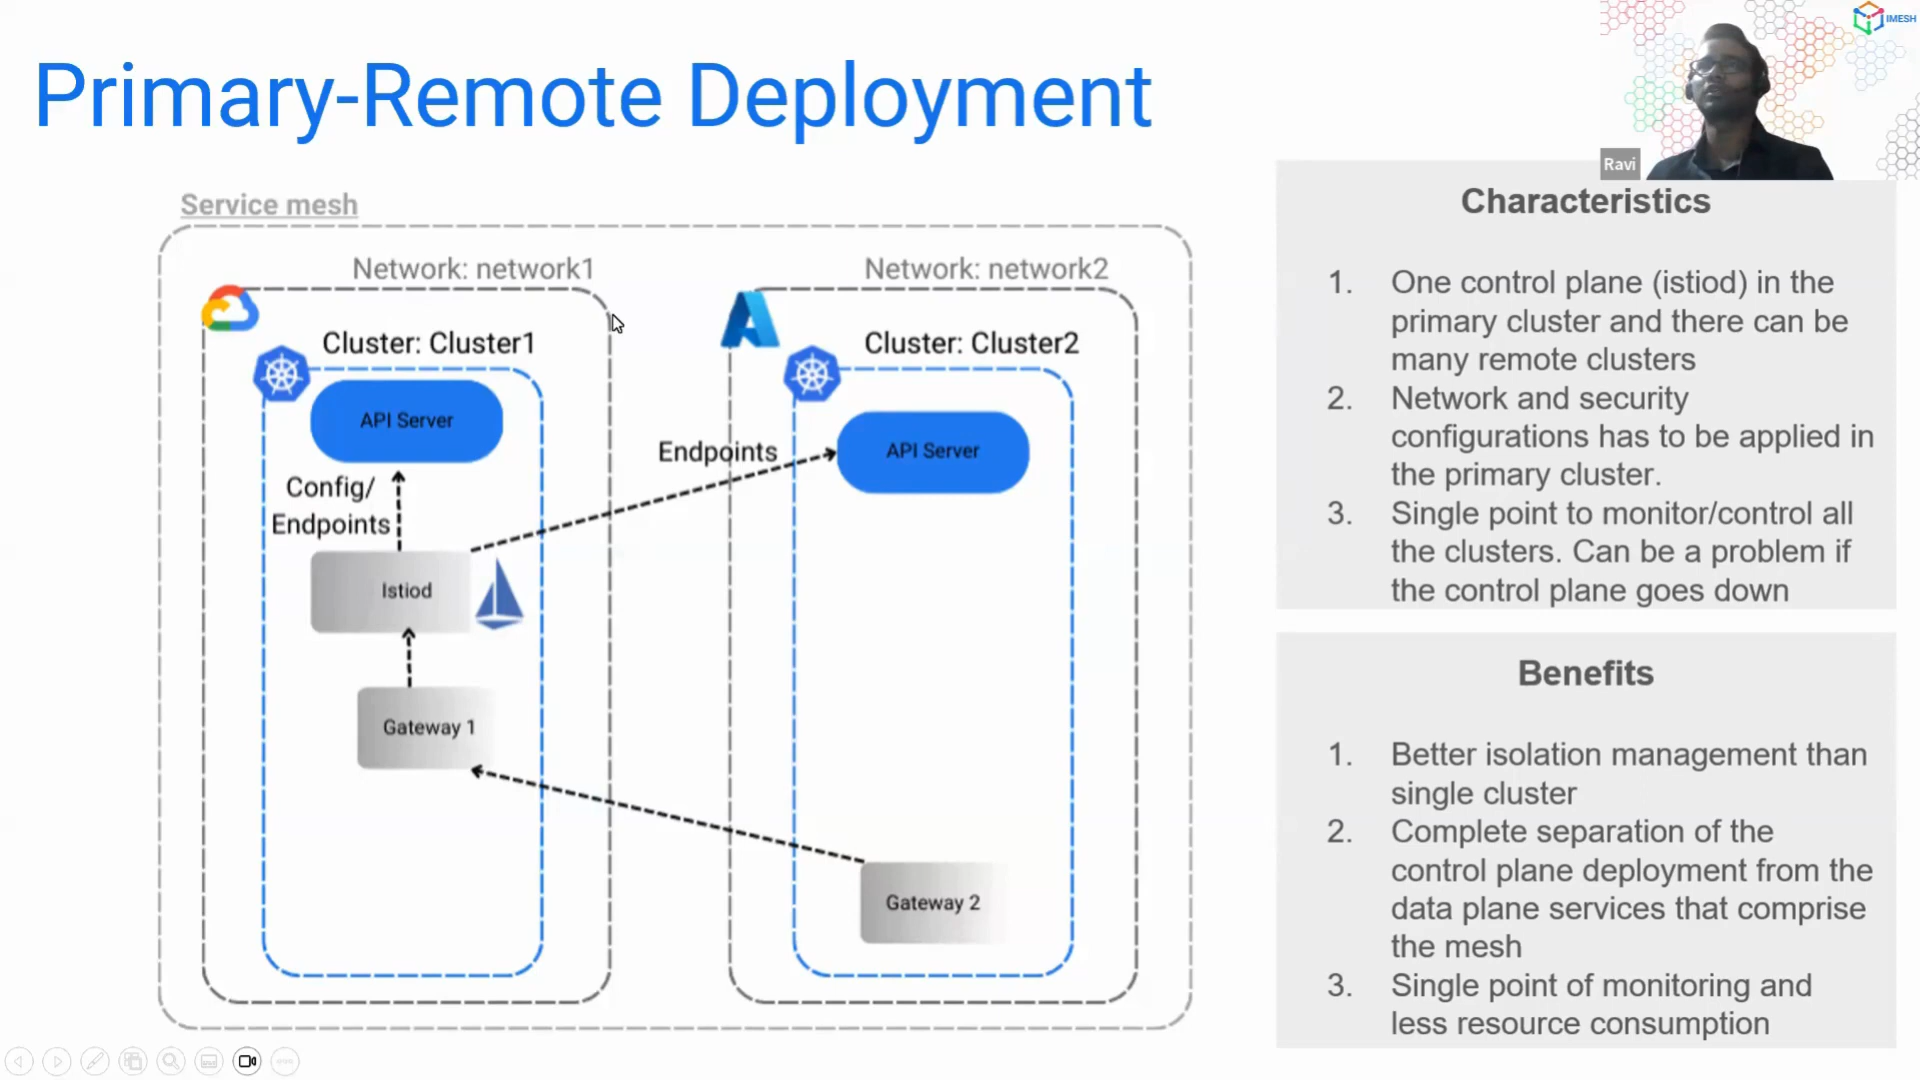 Primary-Remote Deployment
IMESH
Ravi
Service mesh
Network: network1
Network: network2
Cluster: Cluster1
Cluster: Cluster2
API Server
Endpoints
API Server
Config/
Endpoints
Istiod
Gateway 1
Gateway 2
Characteristics
1. One control plane (istiod) in the
primary cluster and there can be
many remote clusters
2. Network and security
configurations has to be applied in
the primary cluster.
3. Single point to monitor/control all
the clusters. Can be a problem if
the control plane goes down
Benefits
1. Better isolation management than
single cluster
2. Complete separation of the
control plane deployment from the
data plane services that comprise
the mesh
3. Single point of monitoring and
less resource consumption